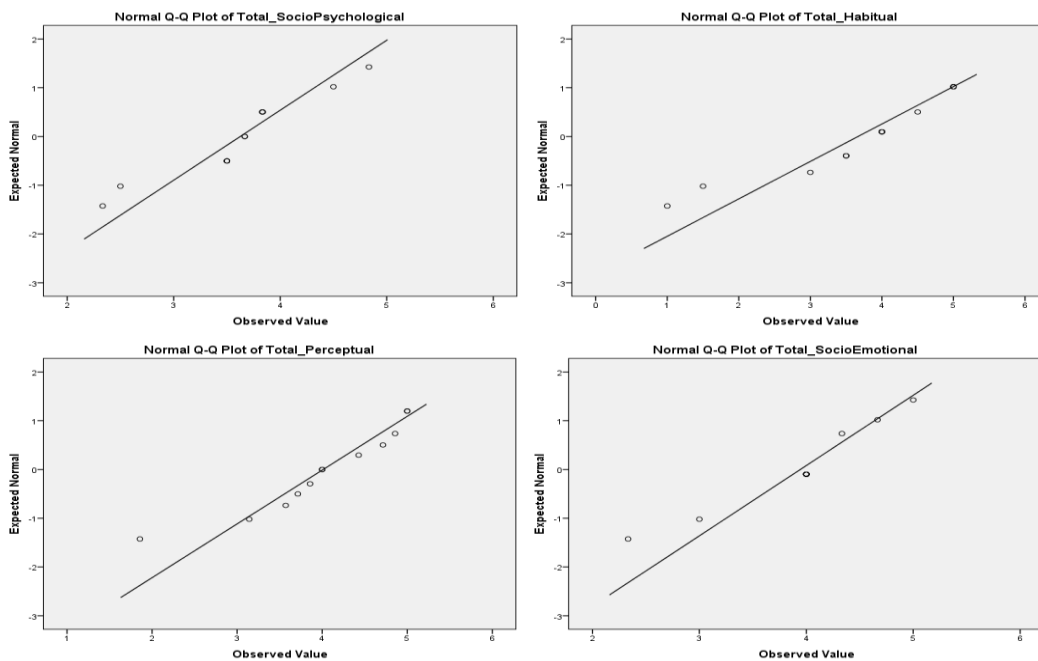 Normal Q-Q Plot of Total_SocioPsychological
2
1
0
-1
-2
-3
Expected Normal
2 3 4 5 6
Observed Value
Normal Q-Q Plot of Total_Habitual
2
1
0
-1
-2
-3
Expected Normal
0 1 2 3 4 5 6
Observed Value
Normal Q-Q Plot of Total_Perceptual
2
1
0
-1
-2
-3
Expected Normal
1 2 3 4 5 6
Observed Value
Normal Q-Q Plot of Total_SocioEmotional
2
1
0
-1
-2
-3
Expected Normal
2 3 4 5 6
Observed Value